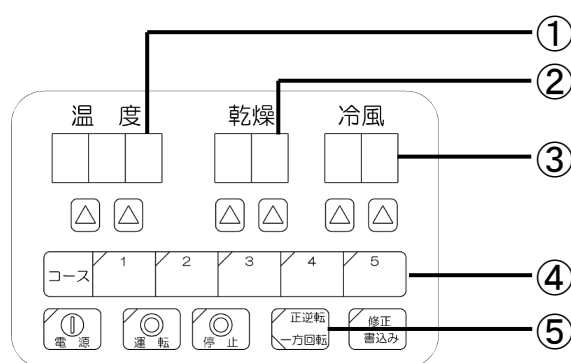 ①
②
温 度 乾燥 冷風
③
コース 1 2 3 4 5
④
電 源 運 転 停 止 正逆転 修正
一方回転 書込み
⑤